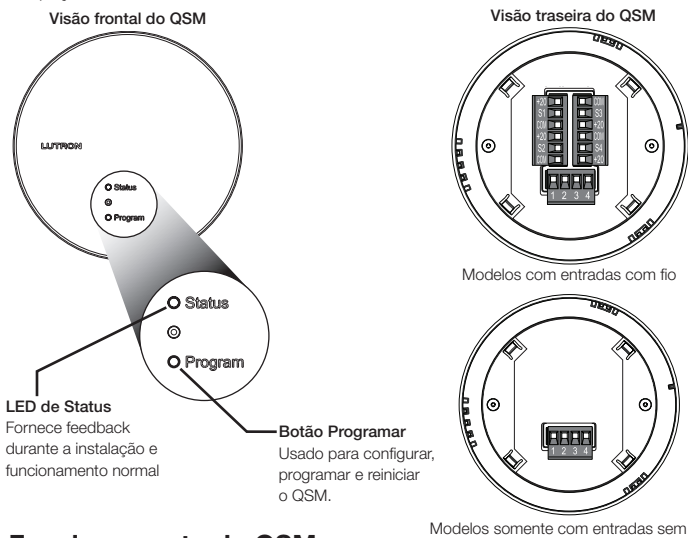 Visão frontal do QSM
LUTRON
Status
Program
Status
Program
LED de Status
Fornece feedback
durante a instalação e
funcionamento normal
Botão Programar
Usado para configurar,
programar e reiniciar
o QSM.
Visão traseira do QSM
+20 COM
S1 S3
COM +20
+20 COM
S2 S4
COM +20
1 2 3 4
Modelos com entradas com fio
1 2 3 4
Modelos somente com entradas sem